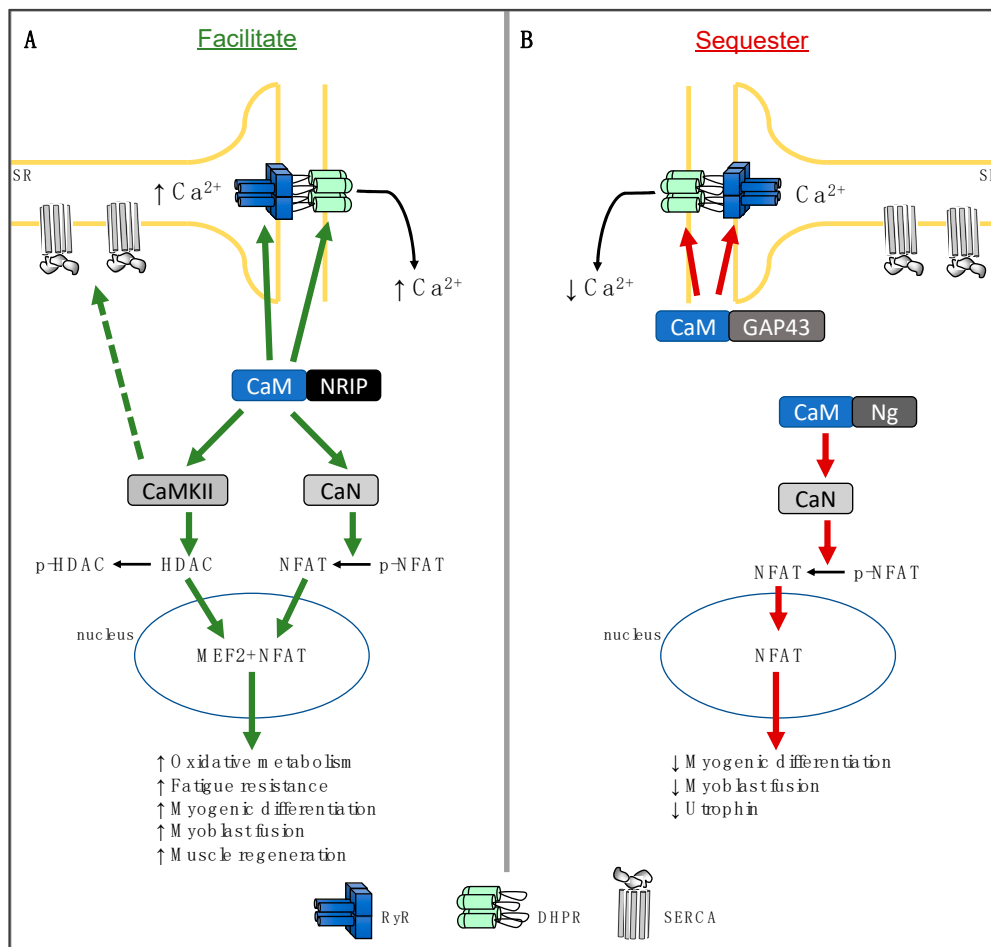 A
Facilitate
SR
↑ Ca²⁺
↑ Ca²⁺
CaM NRIP
CaMKII
CaN
p-HDAC HDAC NFAT p-NFAT
nucleus
MEF2+NFAT
↑ Oxidative metabolism
↑ Fatigue resistance
↑ Myogenic differentiation
↑ Myoblast fusion
↑ Muscle regeneration
B
Sequester
Ca²⁺
↓ Ca²⁺
CaM GAP43
CaM Ng
CaN
NFAT p-NFAT
nucleus
NFAT
↓ Myogenic differentiation
↓ Myoblast fusion
↓ Utrophin
RyR
DHPR
SERCA